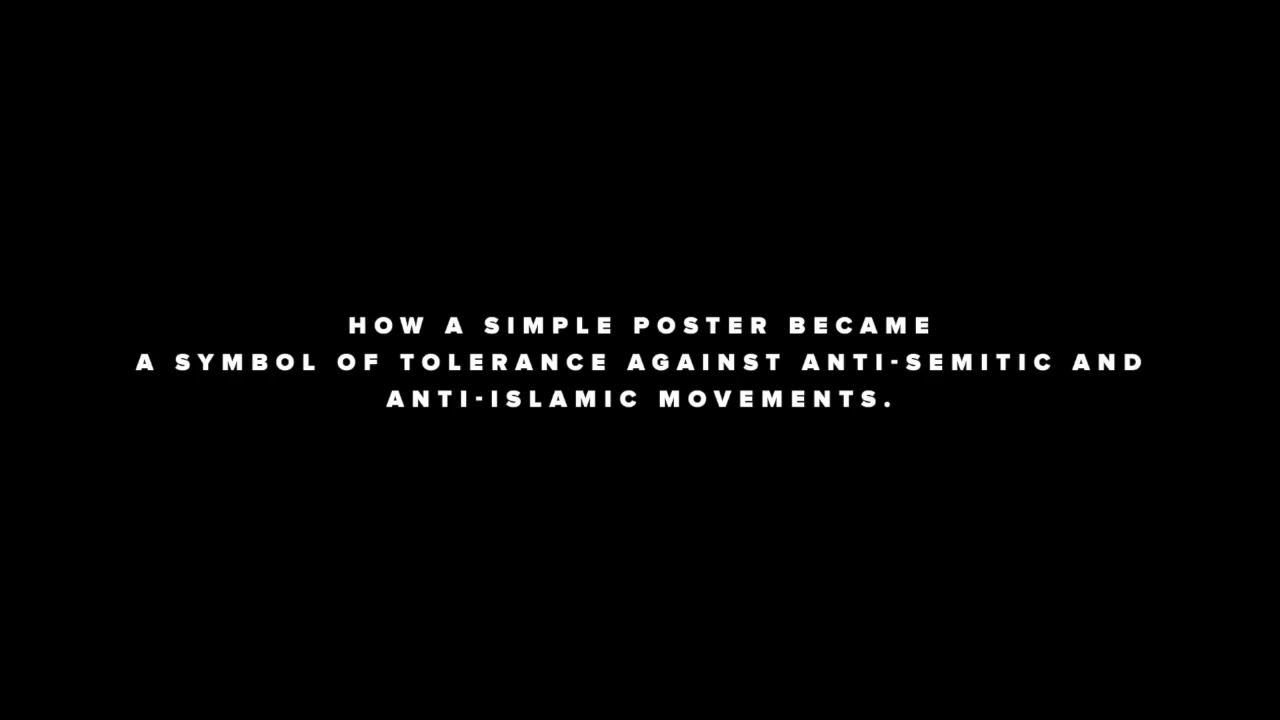 HOW A SIMPLE POSTER BECAME
A SYMBOL OF TOLERANCE AGAINST ANTI-SEMITIC AND
ANTI-ISLAMIC MOVEMENTS.